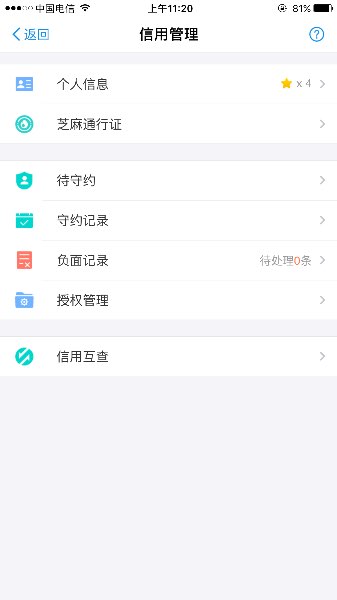 中国电信 上午11:20 81%
返回 信用管理 ?
个人信息 x 4
芝麻通行证
待守约
守约记录
负面记录 待处理0条
授权管理
信用互查